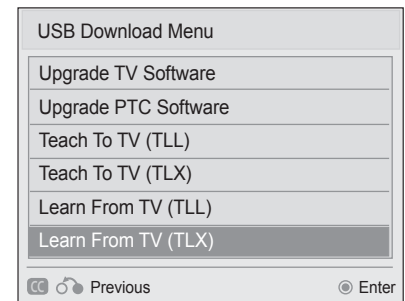 USB Download Menu
Upgrade TV Software
Upgrade PTC Software
Teach To TV (TLL)
Teach To TV (TLX)
Learn From TV (TLL)
Learn From TV (TLX)
CC Previous Enter